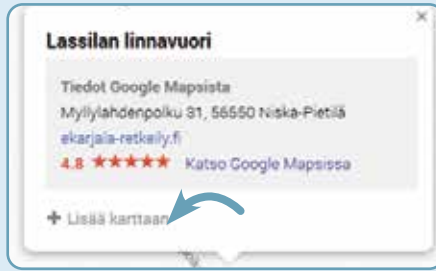 Lassilan linnavuori
Tiedot Google Mapsista
Myllylahdenpolku 31, 56550 Niska-Pietilä
ekarjala-retkeily.fi
4.8 ★★★★★ Katso Google Mapsissa
+ Lisää karttaan